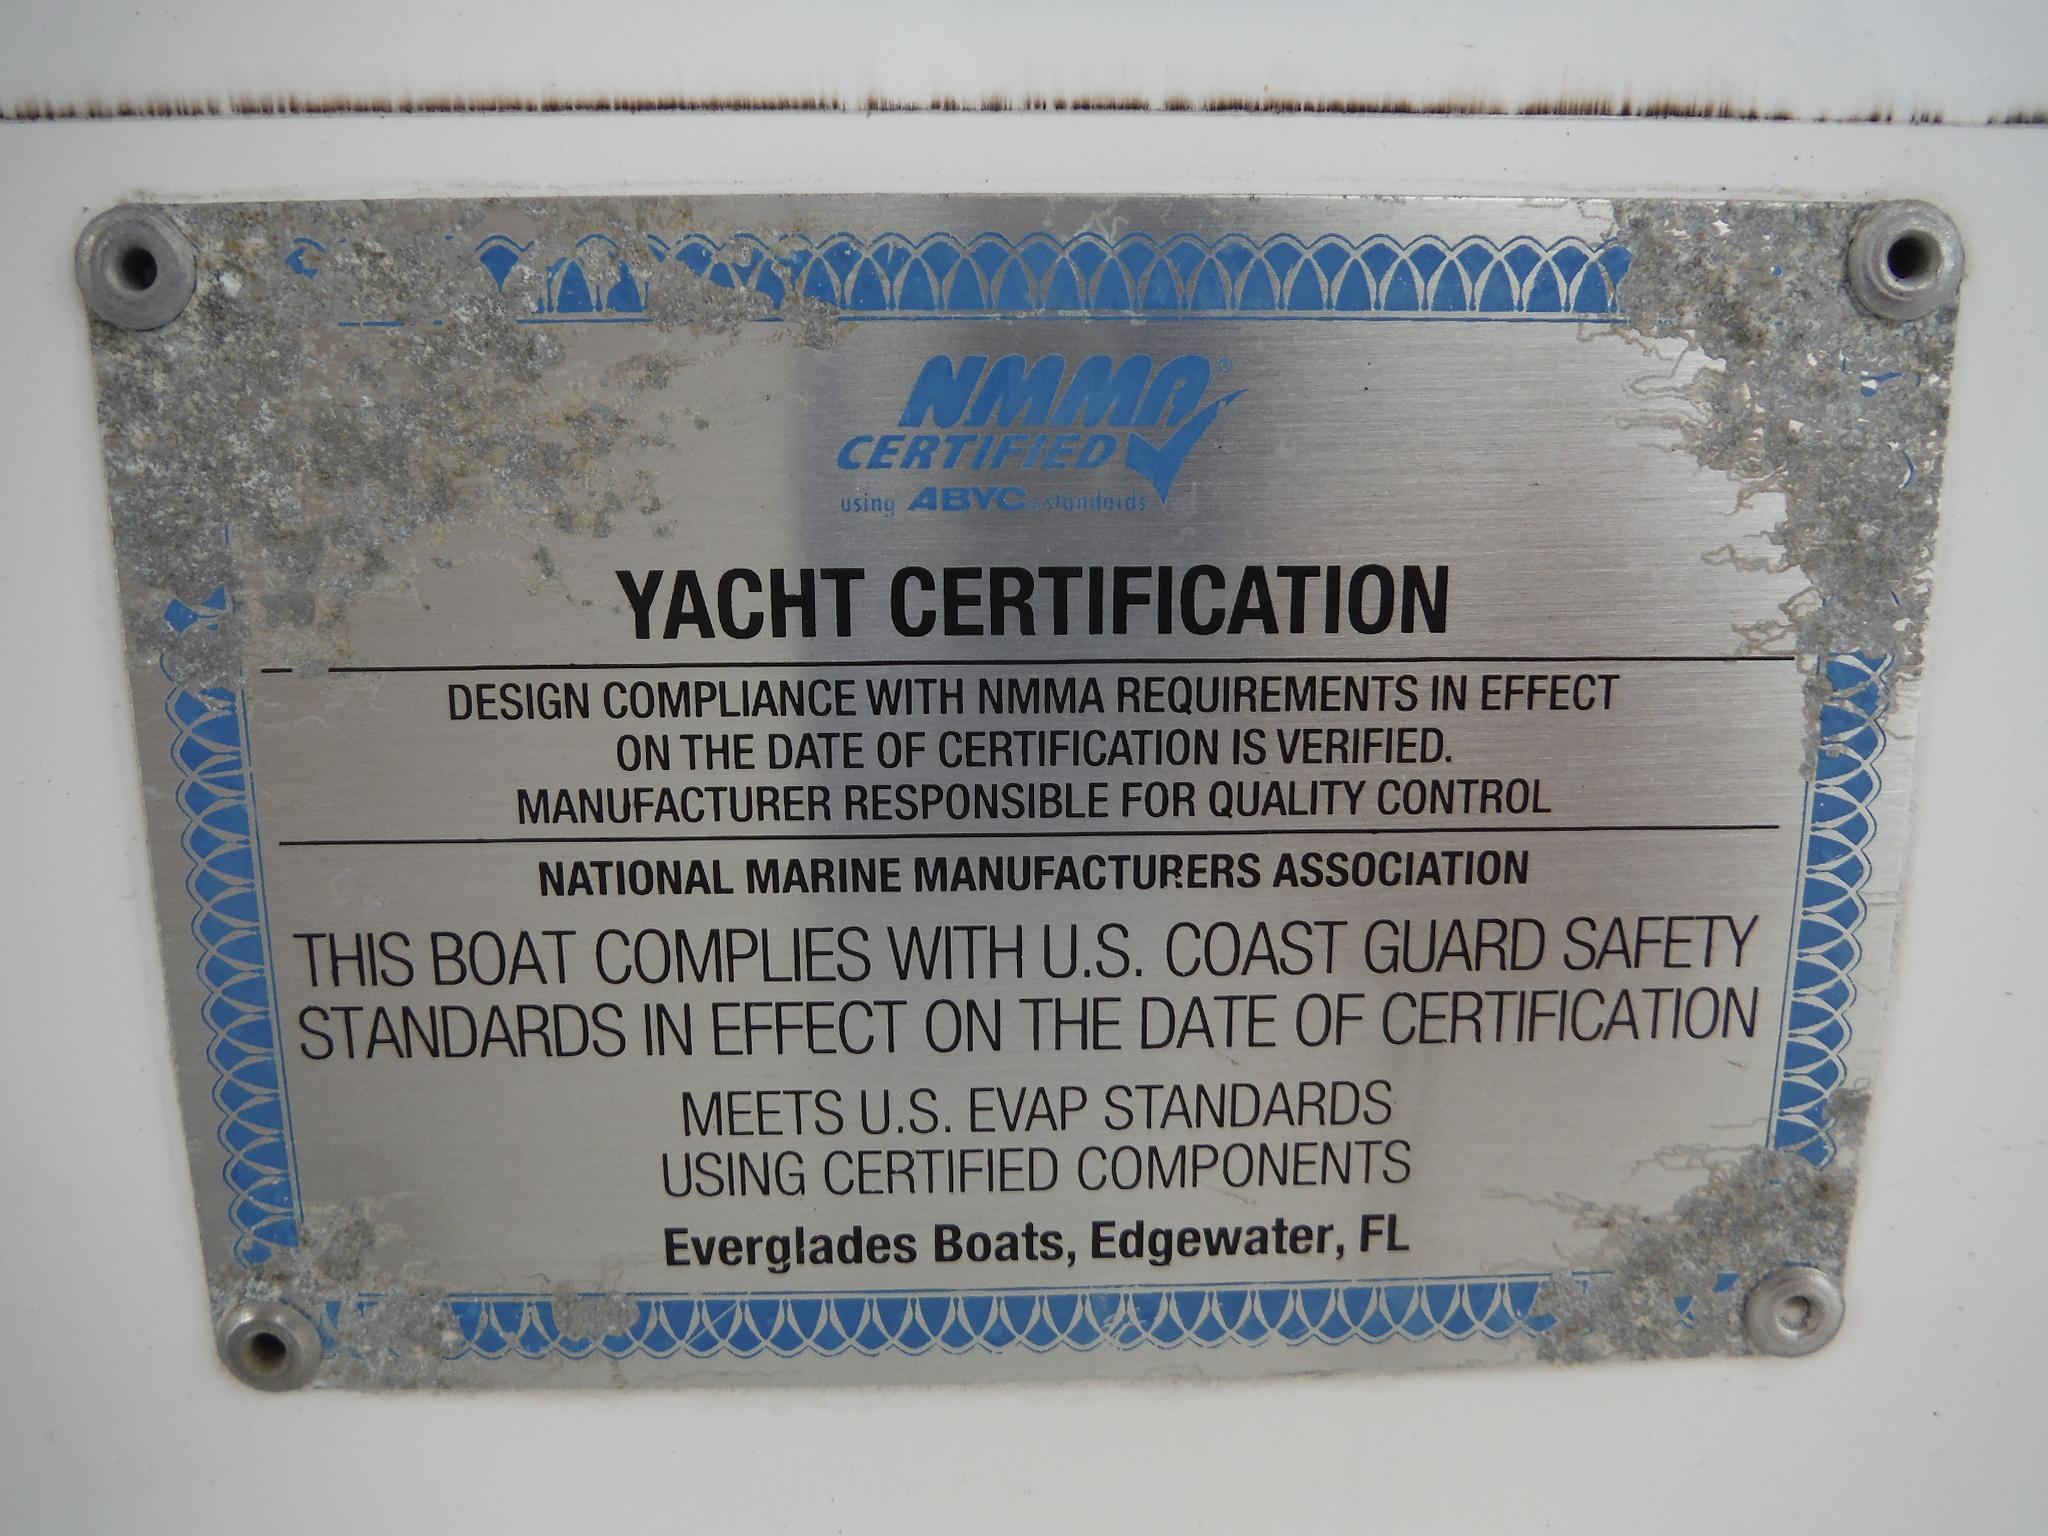 NMMA®
CERTIFIED
using ABYC® standards
YACHT CERTIFICATION
DESIGN COMPLIANCE WITH NMMA REQUIREMENTS IN EFFECT
ON THE DATE OF CERTIFICATION IS VERIFIED.
MANUFACTURER RESPONSIBLE FOR QUALITY CONTROL
NATIONAL MARINE MANUFACTURERS ASSOCIATION
THIS BOAT COMPLIES WITH U.S. COAST GUARD SAFETY
STANDARDS IN EFFECT ON THE DATE OF CERTIFICATION
MEETS U.S. EVAP STANDARDS
USING CERTIFIED COMPONENTS
Everglades Boats, Edgewater, FL